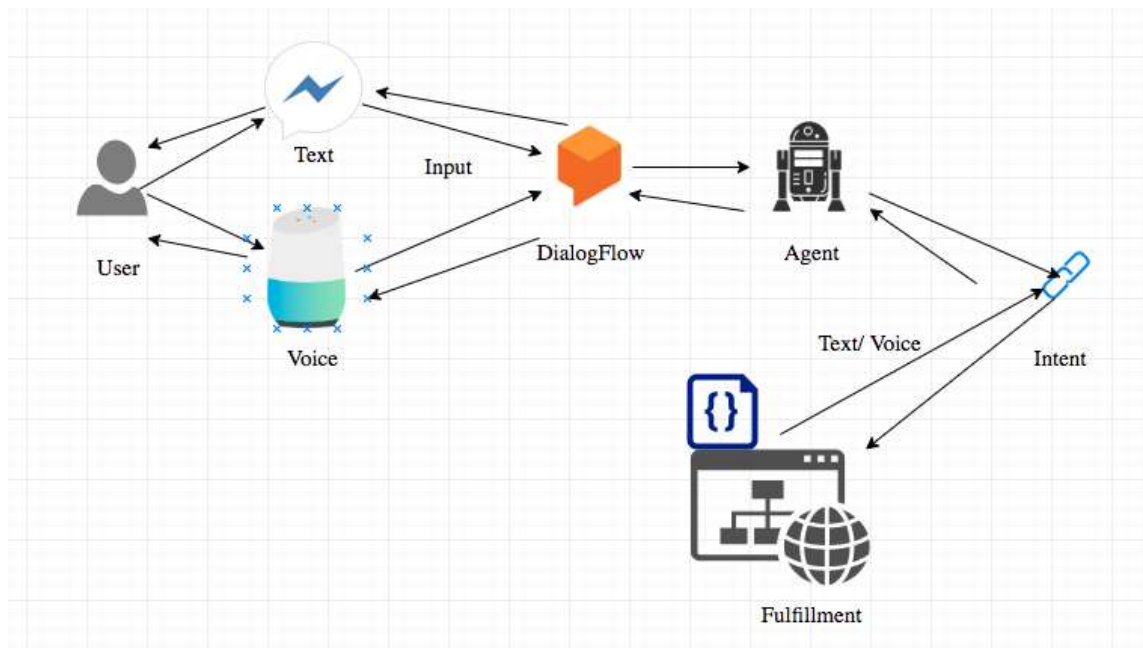 Text
Input
User
DialogFlow
Agent
Voice
Text/ Voice
Intent
{}
Fulfillment